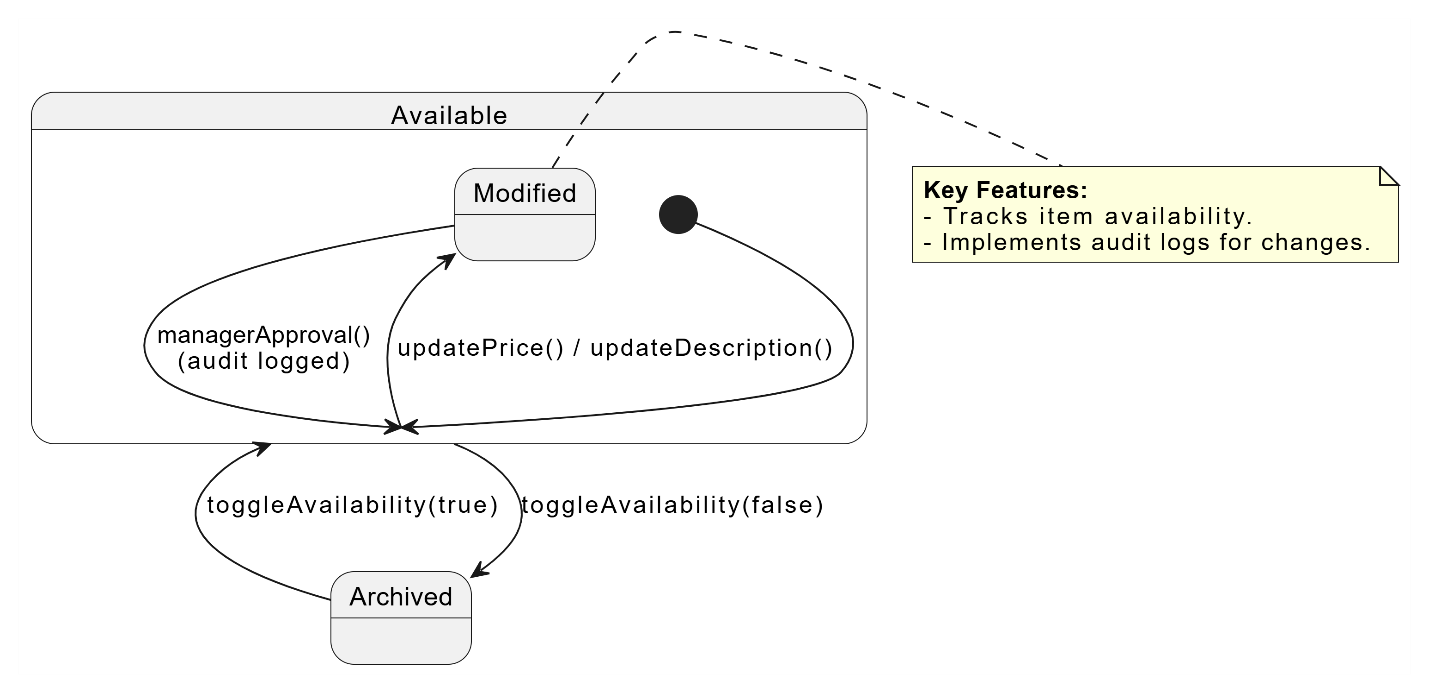 Available
Modified
Key Features:
- Tracks item availability.
- Implements audit logs for changes.
managerApproval()
(audit logged)
updatePrice() / updateDescription()
toggleAvailability(true)
toggleAvailability(false)
Archived